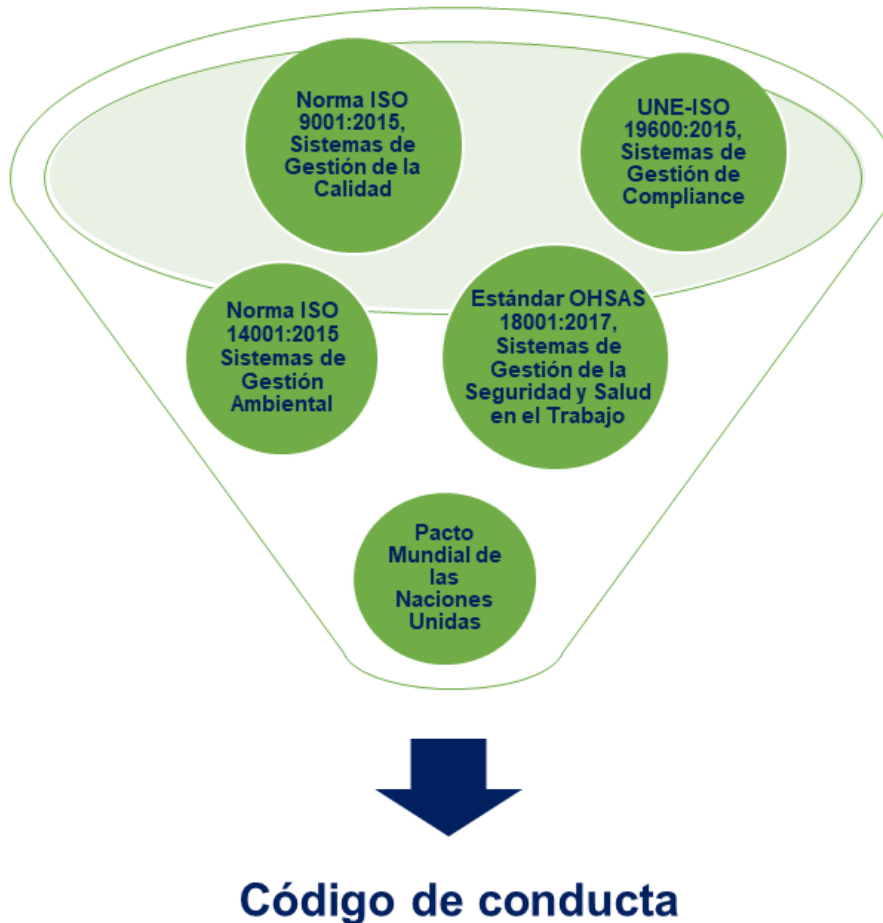 Norma ISO
9001:2015,
Sistemas de
Gestión de la
Calidad
UNE-ISO
19600:2015,
Sistemas de
Gestión de
Compliance
Norma ISO
14001:2015
Sistemas de
Gestión
Ambiental
Estándar OHSAS
18001:2017,
Sistemas de
Gestión de la
Seguridad y Salud
en el Trabajo
Pacto
Mundial de
las
Naciones
Unidas
Código de conducta